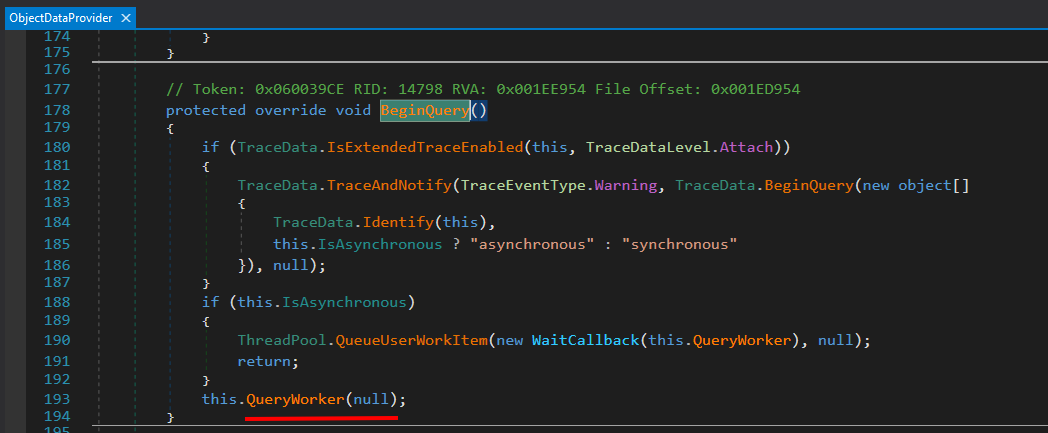 ObjectDataProvider ×
174 }
175 }
176
177 // Token: 0x060039CE RID: 14798 RVA: 0x001EE954 File Offset: 0x001ED954
178 protected override void BeginQuery()
179 {
180 if (TraceData.IsExtendedTraceEnabled(this, TraceDataLevel.Attach))
181 {
182 TraceData.TraceAndNotify(TraceEventType.Warning, TraceData.BeginQuery(new object[]
183 {
184 TraceData.Identify(this),
185 this.IsAsynchronous ? "asynchronous" : "synchronous"
186 }), null);
187 }
188 if (this.IsAsynchronous)
189 {
190 ThreadPool.QueueUserWorkItem(new WaitCallback(this.QueryWorker), null);
191 return;
192 }
193 this.QueryWorker(null);
194 }
195